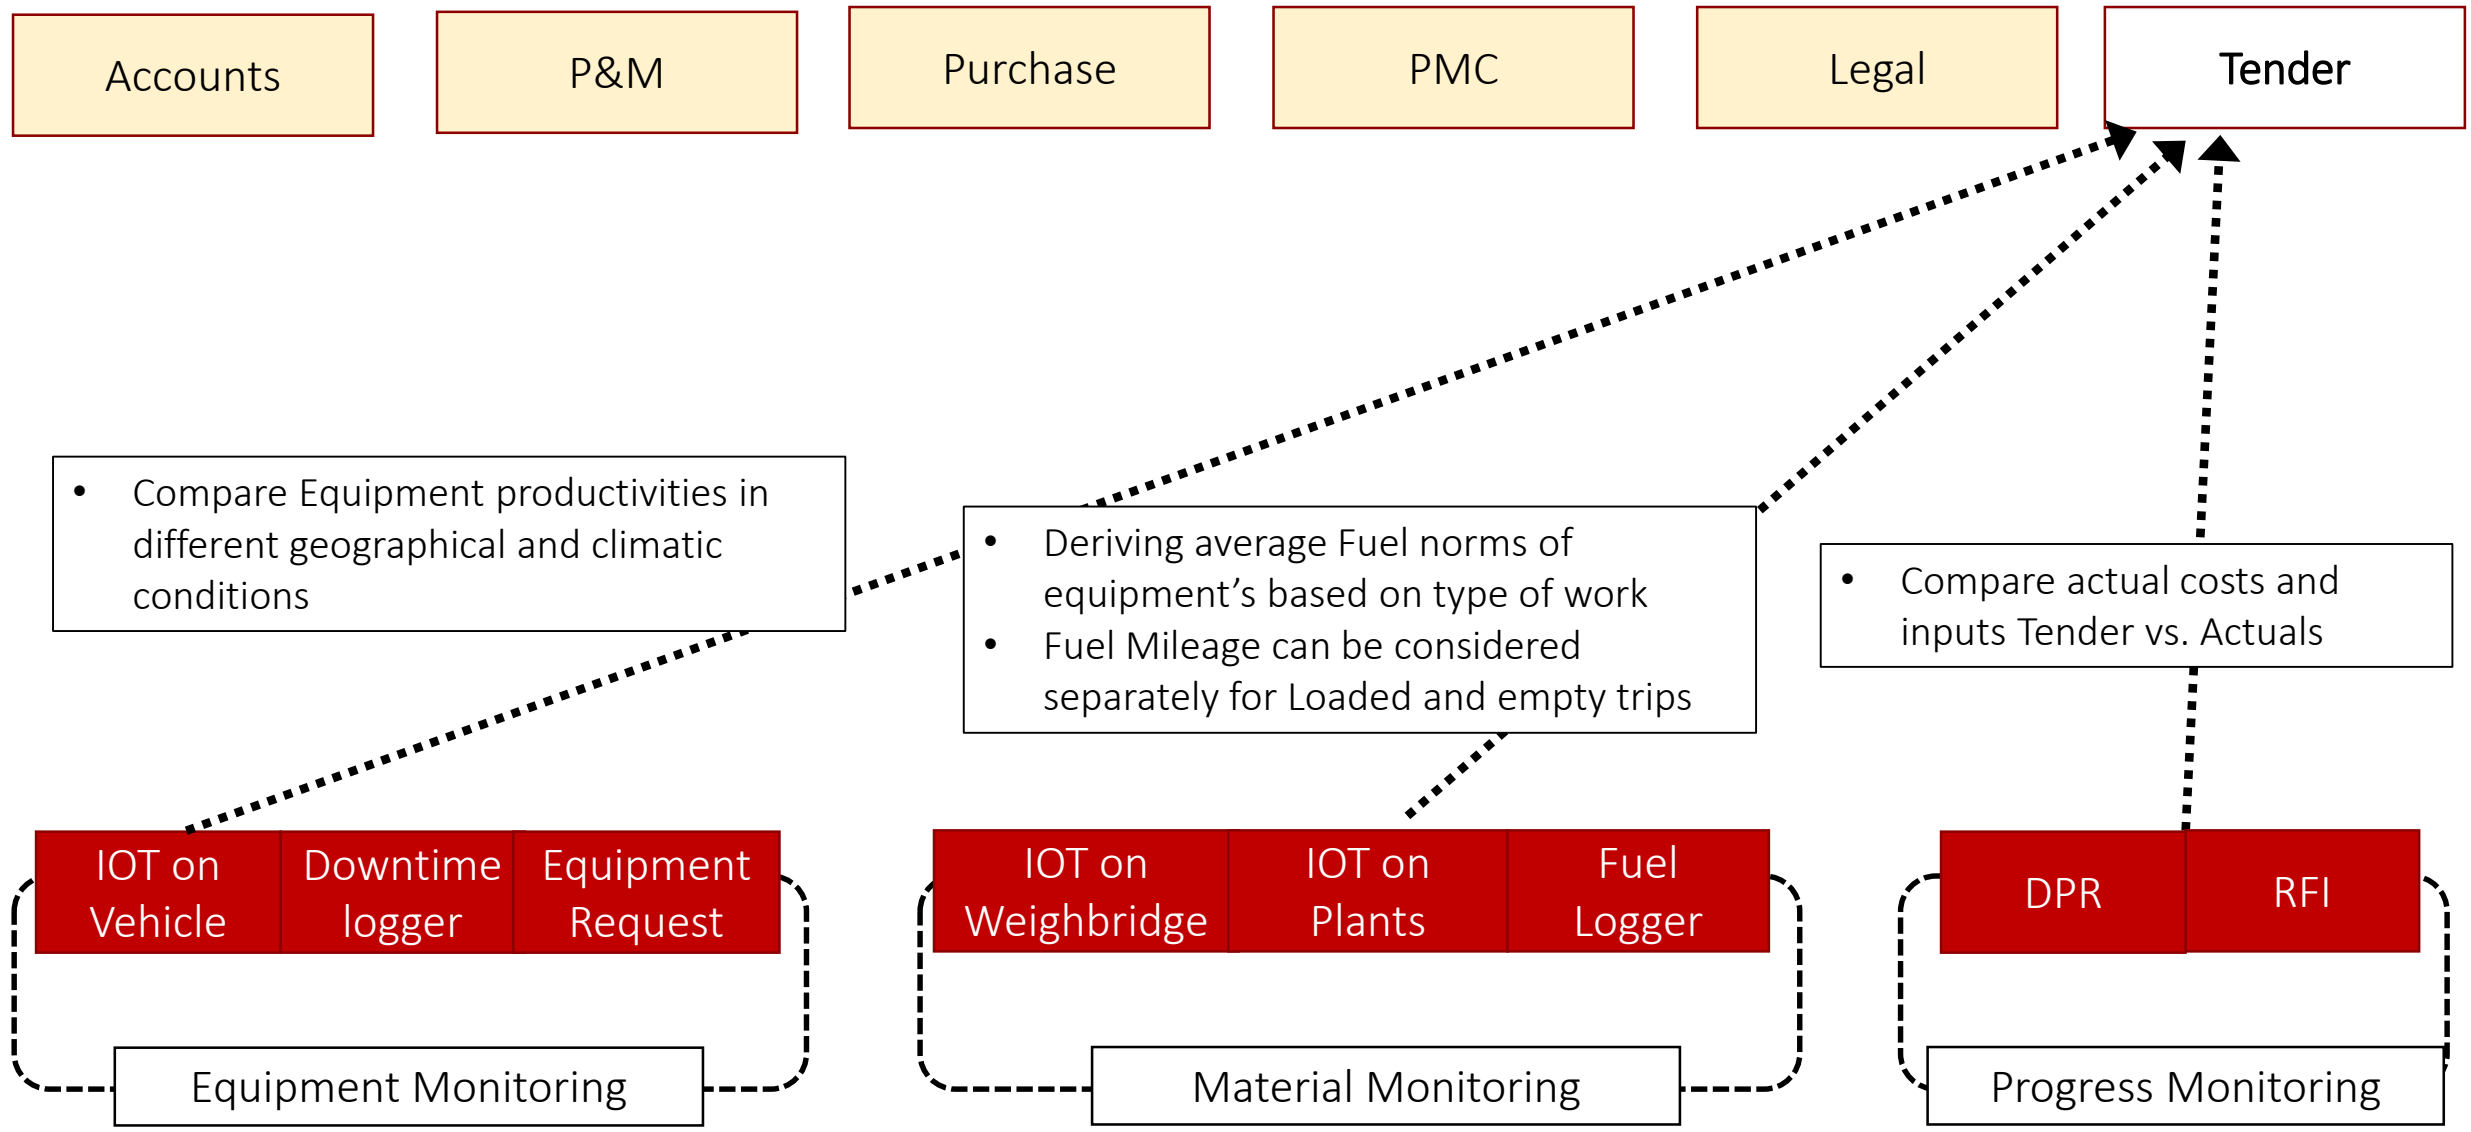 Accounts
P&M
Purchase
PMC
Legal
Tender
• Compare Equipment productivities in
different geographical and climatic
conditions
• Deriving average Fuel norms of
equipment’s based on type of work
• Fuel Mileage can be considered
separately for Loaded and empty trips
• Compare actual costs and
inputs Tender vs. Actuals
IOT on
Vehicle
Downtime
logger
Equipment
Request
IOT on
Weighbridge
IOT on
Plants
Fuel
Logger
DPR
RFI
Equipment Monitoring
Material Monitoring
Progress Monitoring